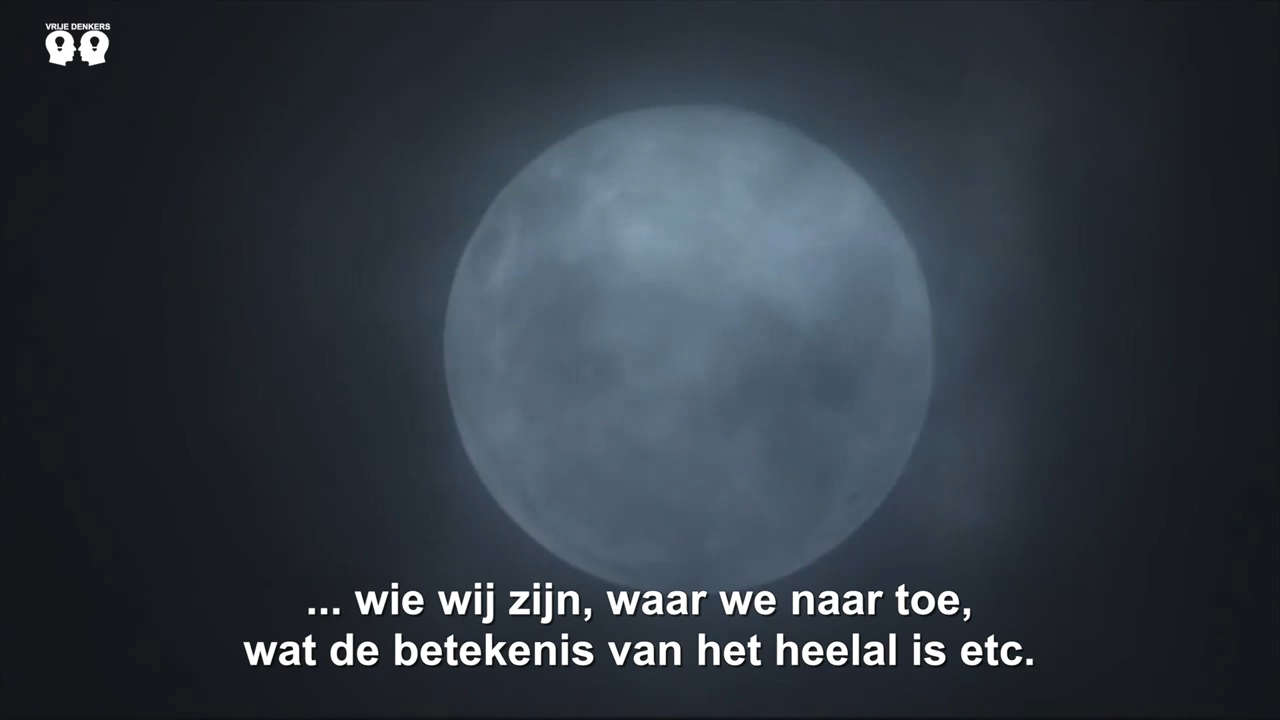 VRIJE DENKERS
... wie wij zijn, waar we naar toe,
wat de betekenis van het heelal is etc.